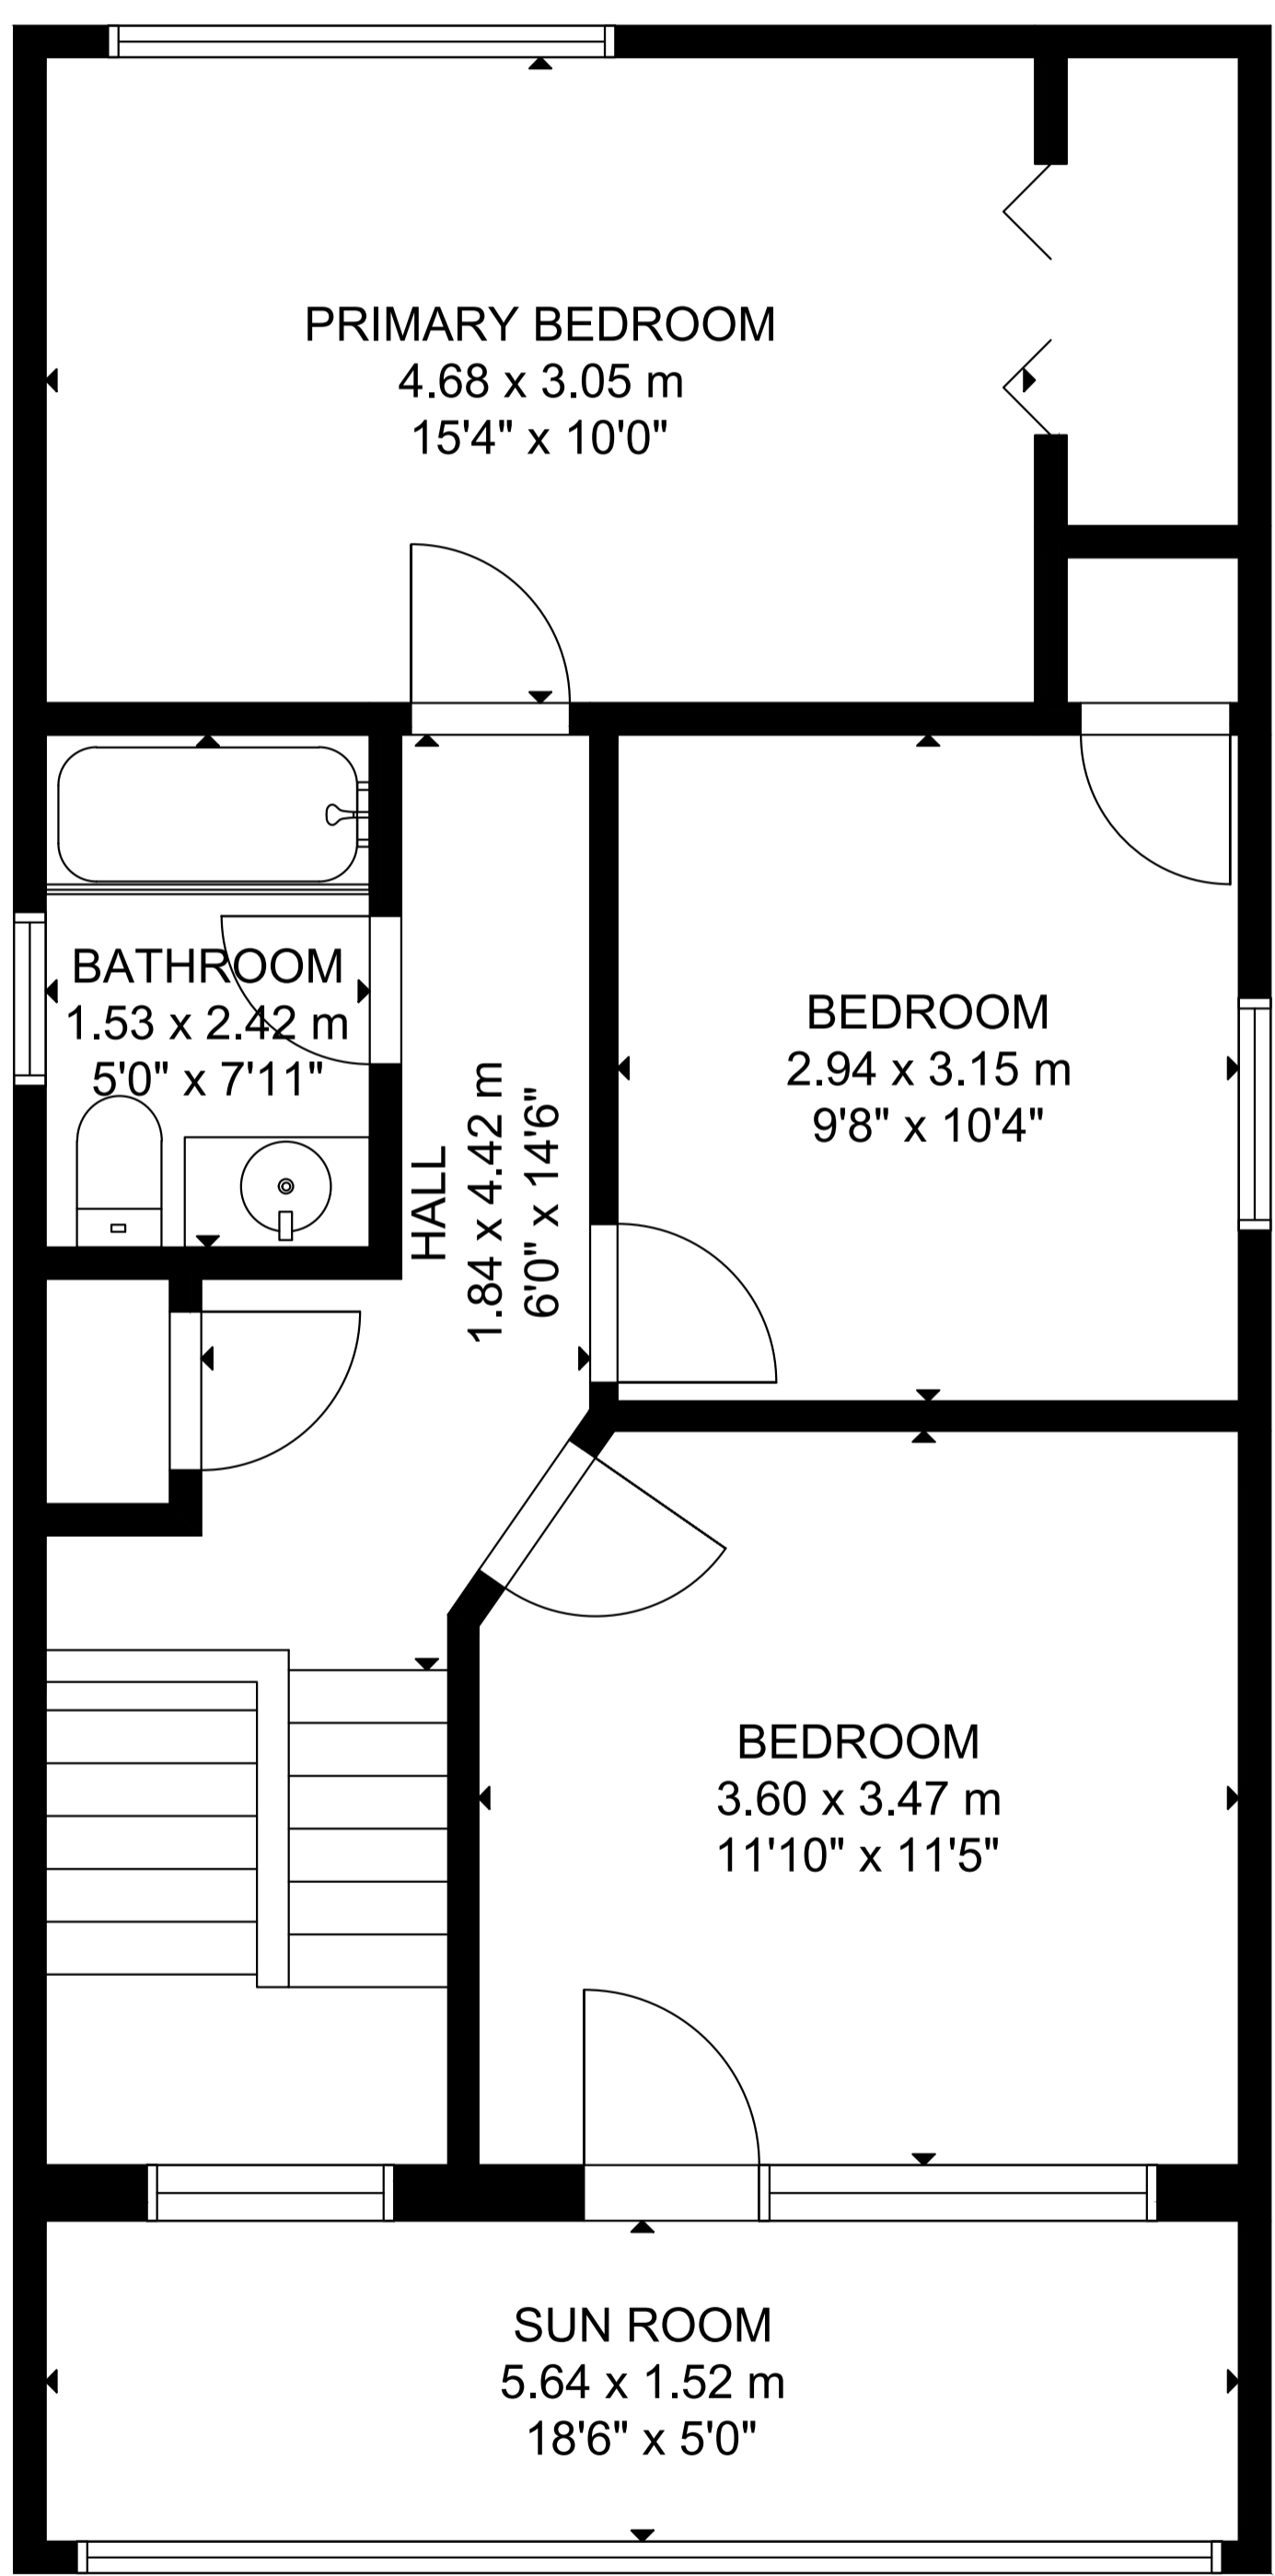 PRIMARY BEDROOM
4.68 x 3.05 m
15'4" x 10'0"
BATHROOM
1.53 x 2.42 m
5'0" x 7'11"
HALL
1.84 x 4.42 m
6'0" x 14'6"
BEDROOM
2.94 x 3.15 m
9'8" x 10'4"
BEDROOM
3.60 x 3.47 m
11'10" x 11'5"
SUN ROOM
5.64 x 1.52 m
18'6" x 5'0"